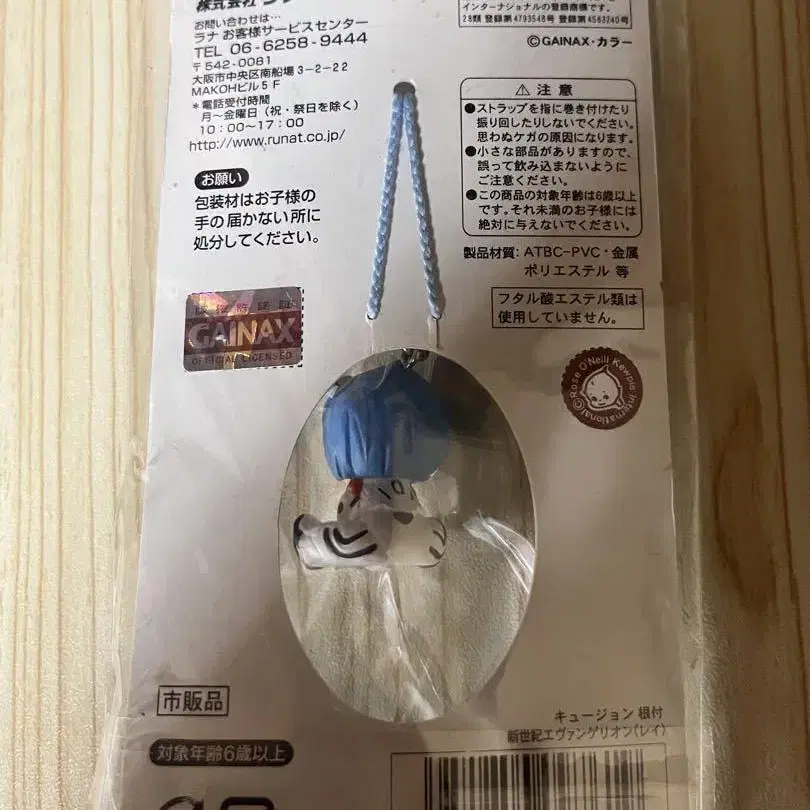 株式会社
お問い合わせは…
ラナ お客様サービスセンター
TEL 06-6258-9444
〒542-0081
大阪市中央区南船場3-2-22
MAKOHビル5F
*電話受付時間
月~金曜日(祝・祭日を除く)
10:00~17:00
http://www.runat.co.jp/
お願い
包装材はお子様の
手の届かない所に
処分してください。
インターナショナルの登録商標です。
28類 登録第4793548号 登録第4563240号
©GAINAX・カラー
⚠ 注意
●ストラップを指に巻き付けたり
振り回したりしないでください。
思わぬケガの原因になります。
●小さな部品がありますので、
誤って飲み込まないように
ご注意ください。
●この商品の対象年齢は6歳以上
です。それ未満のお子様には
絶対に与えないでください。
製品材質:ATBC-PVC・金属
ポリエステル 等
フタル酸エステル類は
使用していません。
GAINAX
OFFICIAL LICENSED
©Rose O'Neill Kewpie International
市販品
対象年齢6歳以上
キュージョン 根付
新世紀エヴァンゲリオン(レイ)